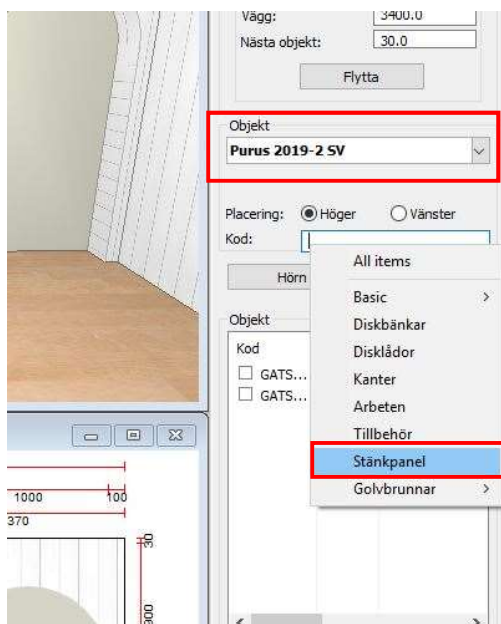 Vägg: 3400.0
Nästa objekt: 30.0
Flytta
Objekt
Purus 2019-2 SV
Placering: Höger Vänster
Kod:
Hörn
All items
Basic >
Diskbänkar
Disklådor
Kanter
Arbeten
Tillbehör
Stänkpanel
Golvbrunnar >
Objekt
Kod
GATS...
GATS...
1000 100
370
30
900